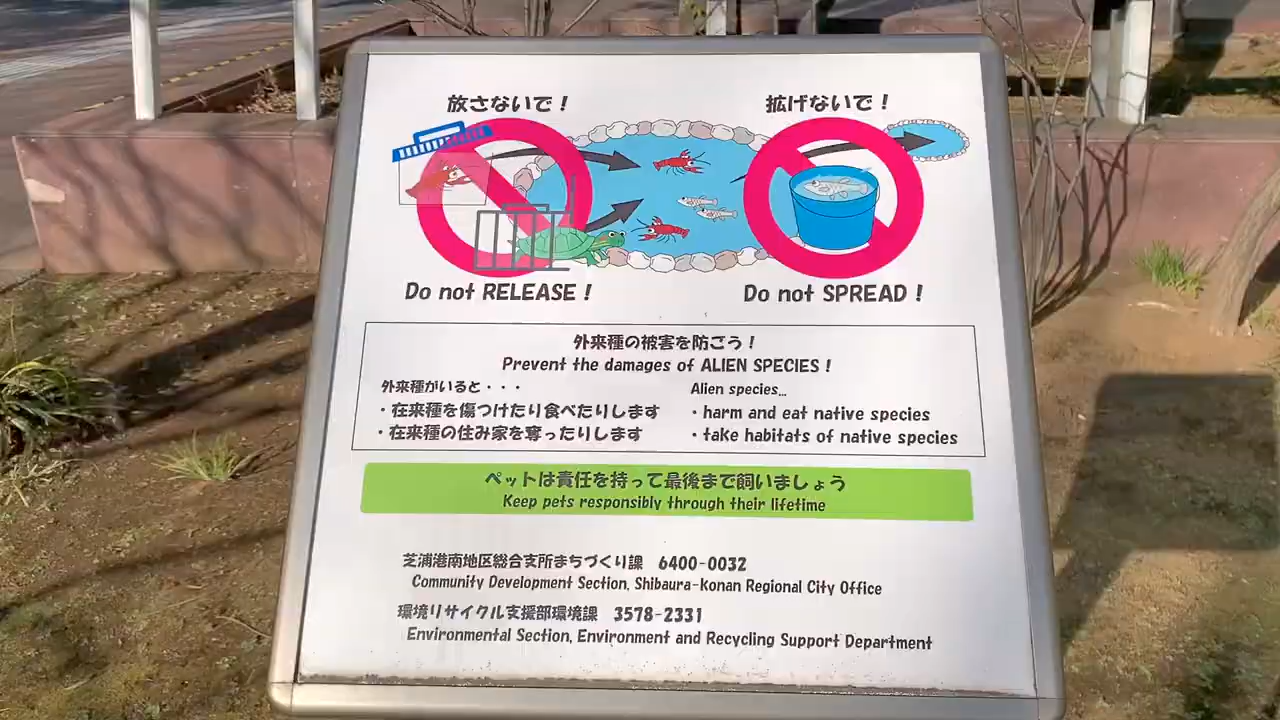 放さないで!
拡げないで!
Do not RELEASE!
Do not SPREAD!
外来種の被害を防ごう!
Prevent the damages of ALIEN SPECIES!
外来種がいると・・・
・在来種を傷つけたり食べたりします
・在来種の住み家を奪ったりします
Alien species…
・harm and eat native species
・take habitats of native species
ペットは責任を持って最後まで飼いましょう
Keep pets responsibly through their lifetime
芝浦港南地区総合支所まちづくり課 6400-0032
Community Development Section, Shibaura-Konan Regional City Office
環境リサイクル支援部環境課 3578-2331
Environmental Section, Environment and Recycling Support Department